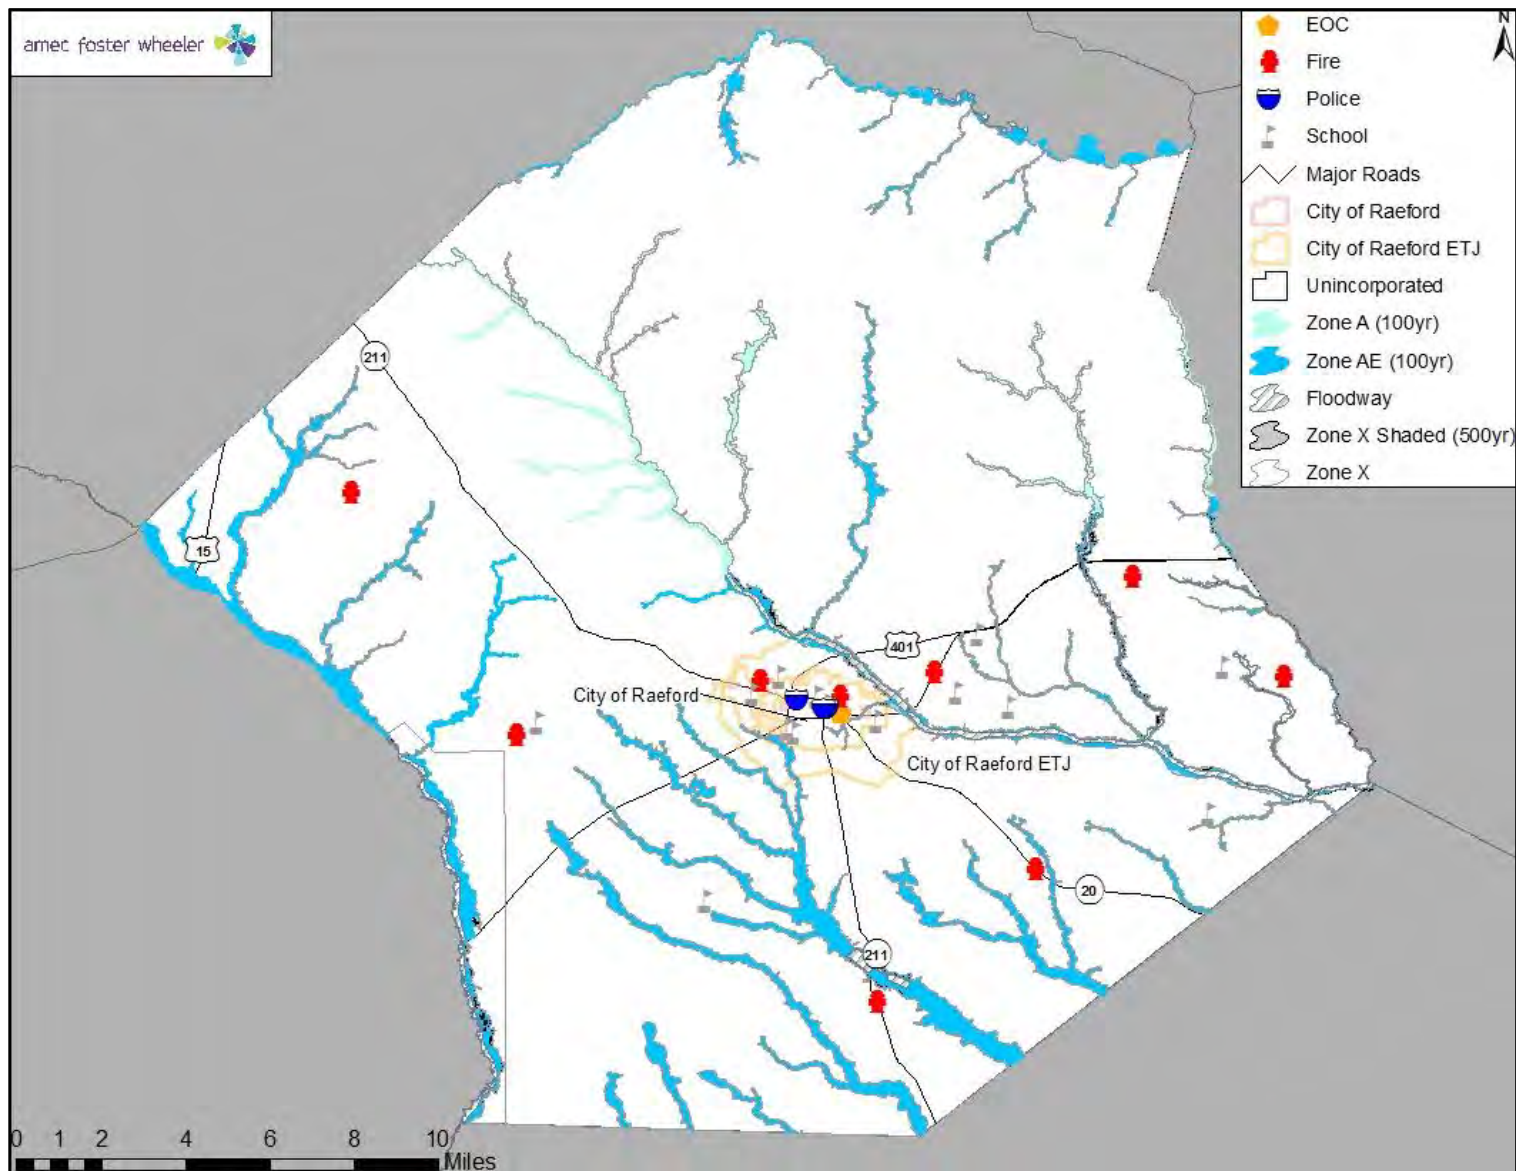 amec foster wheeler
N
EOC
Fire
Police
School
Major Roads
City of Raeford
City of Raeford ETJ
Unincorporated
Zone A (100yr)
Zone AE (100yr)
Floodway
Zone X Shaded (500yr)
Zone X
211
15
401
City of Raeford
City of Raeford ETJ
20
211
0 1 2 4 6 8 10
Miles